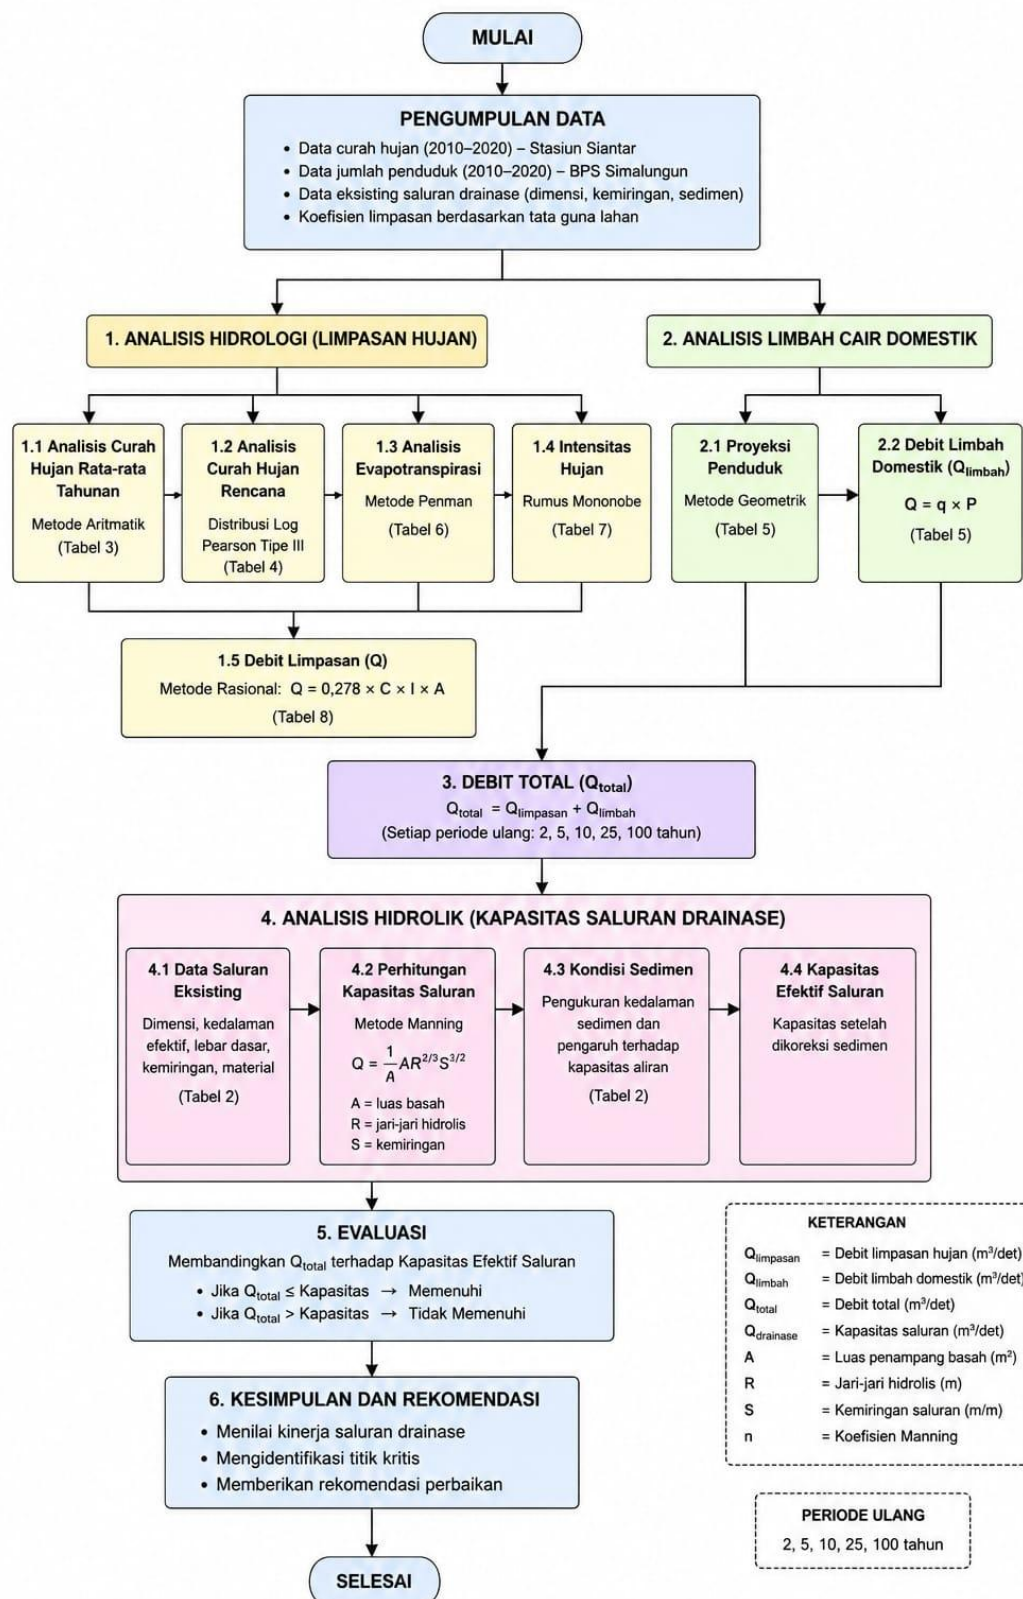 MULAI
PENGUMPULAN DATA
• Data curah hujan (2010–2020) – Stasiun Siantar
• Data jumlah penduduk (2010–2020) – BPS Simalungun
• Data eksisting saluran drainase (dimensi, kemiringan, sedimen)
• Koefisien limpasan berdasarkan tata guna lahan
1. ANALISIS HIDROLOGI (LIMPASAN HUJAN)
2. ANALISIS LIMBAH CAIR DOMESTIK
1.1 Analisis Curah
Hujan Rata-rata
Tahunan
Metode Aritmatik
(Tabel 3)
1.2 Analisis
Curah Hujan
Rencana
Distribusi Log
Pearson Tipe III
(Tabel 4)
1.3 Analisis
Evapotranspirasi
Metode Penman
(Tabel 6)
1.4 Intensitas
Hujan
Rumus Mononobe
(Tabel 7)
2.1 Proyeksi
Penduduk
Metode Geometrik
(Tabel 5)
2.2 Debit Limbah
Domestik (Qlimbah)
Q = q × P
(Tabel 5)
1.5 Debit Limpasan (Q)
Metode Rasional: Q = 0,278 × C × I × A
(Tabel 8)
3. DEBIT TOTAL (Qtotal)
Qtotal = Qlimpasan + Qlimbah
(Setiap periode ulang: 2, 5, 10, 25, 100 tahun)
4. ANALISIS HIDROLIK (KAPASITAS SALURAN DRAINASE)
4.1 Data Saluran
Eksisting
Dimensi, kedalaman
efektif, lebar dasar,
kemiringan, material
(Tabel 2)
4.2 Perhitungan
Kapasitas Saluran
Metode Manning
Q = 1/A AR²ᐟ³S³ᐟ²
A = luas basah
R = jari-jari hidrolis
S = kemiringan
4.3 Kondisi Sedimen
Pengukuran kedalaman
sedimen dan
pengaruh terhadap
kapasitas aliran
(Tabel 2)
4.4 Kapasitas
Efektif Saluran
Kapasitas setelah
dikoreksi sedimen
5. EVALUASI
Membandingkan Qtotal terhadap Kapasitas Efektif Saluran
• Jika Qtotal ≤ Kapasitas → Memenuhi
• Jika Qtotal > Kapasitas → Tidak Memenuhi
6. KESIMPULAN DAN REKOMENDASI
• Menilai kinerja saluran drainase
• Mengidentifikasi titik kritis
• Memberikan rekomendasi perbaikan
SELESAI
KETERANGAN
Qlimpasan = Debit limpasan hujan (m³/det)
Qlimbah = Debit limbah domestik (m³/det)
Qtotal = Debit total (m³/det)
Qdrainase = Kapasitas saluran (m³/det)
A = Luas penampang basah (m²)
R = Jari-jari hidrolis (m)
S = Kemiringan saluran (m/m)
n = Koefisien Manning
PERIODE ULANG
2, 5, 10, 25, 100 tahun